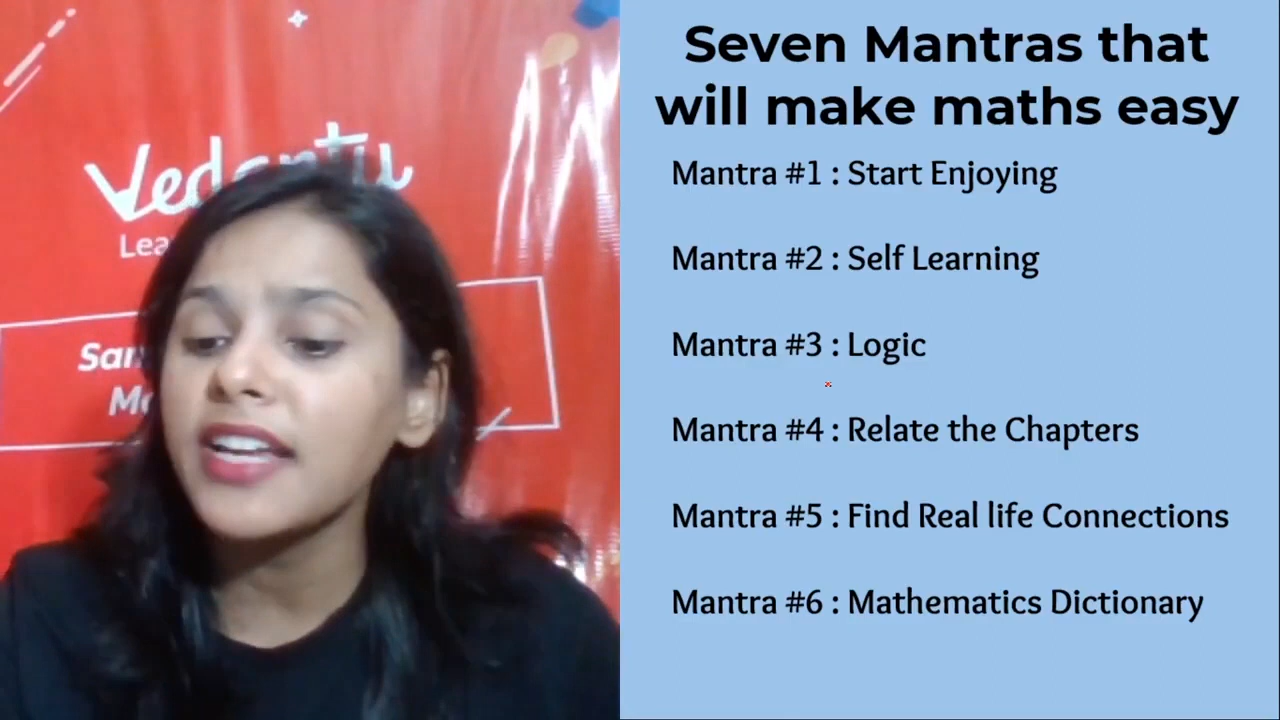 Seven Mantras that
will make maths easy
Mantra #1 : Start Enjoying
Mantra #2 : Self Learning
Mantra #3 : Logic
Mantra #4 : Relate the Chapters
Mantra #5 : Find Real life Connections
Mantra #6 : Mathematics Dictionary
Vedantu